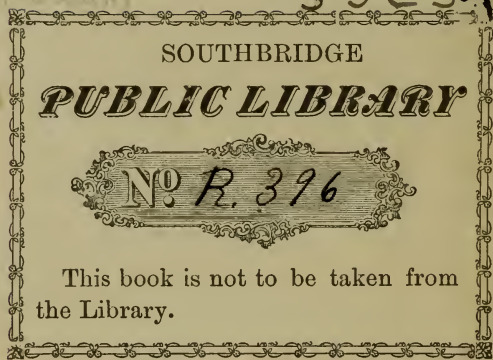 SOUTHBRIDGE
PUBLIC LIBRARY
Nº R. 396
This book is not to be taken from
the Library.